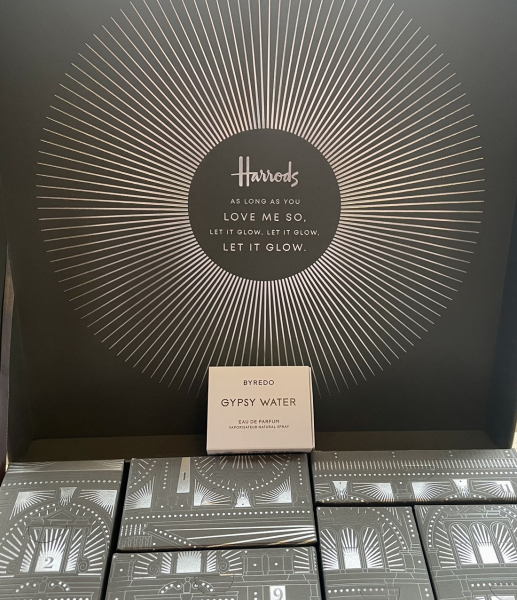 Harrods
AS LONG AS YOU
LOVE ME SO,
LET IT GLOW, LET IT GLOW,
LET IT GLOW.
BYREDO
GYPSY WATER
EAU DE PARFUM
VAPORISATEUR NATURAL SPRAY
1
2
9